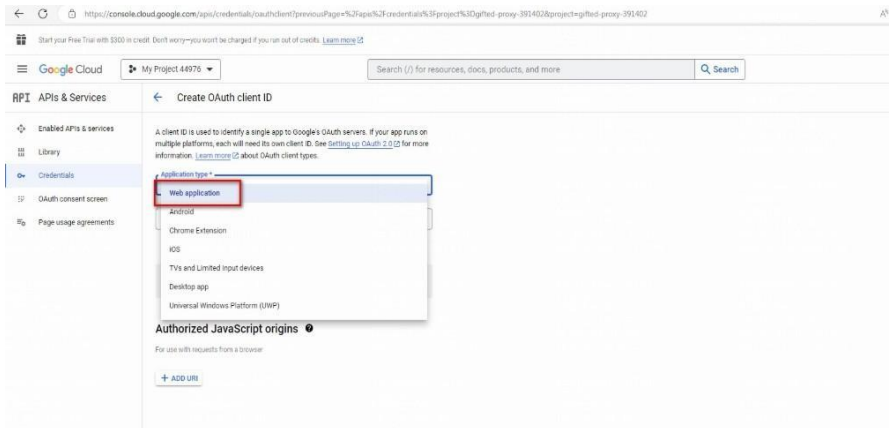 https://console.cloud.google.com/apis/credentials/oauthclient?previousPage=%2Fapis%2Fcredentials%3Fproject%3Dgifted-proxy-391402&project=gifted-proxy-391402
Start your Free Trial with $300 in credit. Don't worry—you won't be charged if you run out of credits. Learn more
Google Cloud
My Project 44976
Search (/) for resources, docs, products, and more
Search
API APIs & Services
Create OAuth client ID
Enabled APIs & services
Library
Credentials
OAuth consent screen
Page usage agreements
A client ID is used to identify a single app to Google's OAuth servers. If your app runs on
multiple platforms, each will need its own client ID. See Setting up OAuth 2.0 for more
information. Learn more about OAuth client types.
Application type *
Web application
Android
Chrome Extension
iOS
TVs and Limited Input devices
Desktop app
Universal Windows Platform (UWP)
Authorized JavaScript origins
For use with requests from a browser
+ ADD URI